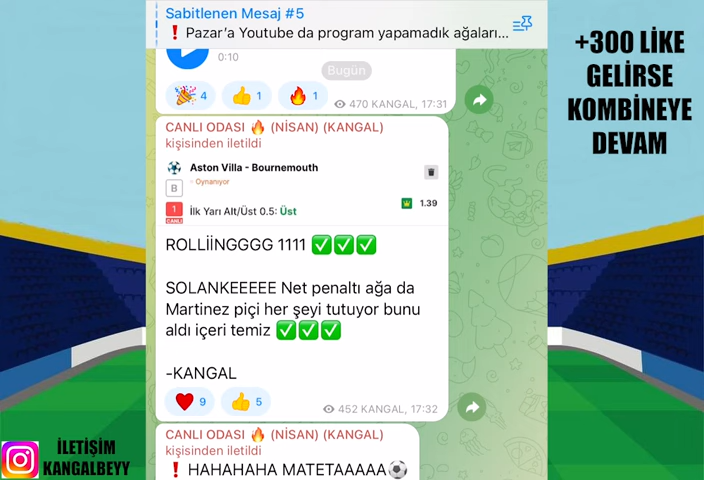 Sabitlenen Mesaj #5
❗ Pazar'a Youtube da program yapamadık ağaları...
0:10
Bugün
🎉 4 👍 1 🔥 1
470 KANGAL, 17:31
CANLI ODASI 🔥 (NİSAN) (KANGAL)
kişisinden iletildi
Aston Villa - Bournemouth
Oynanıyor
B
1
CANLI
İlk Yarı Alt/Üst 0.5: Üst
1.39
ROLLİİNGGGG 1111 ✅✅✅
SOLANKEEEEE Net penaltı ağa da
Martinez piçi her şeyi tutuyor bunu
aldı içeri temiz ✅✅✅
-KANGAL
❤️ 9 👍 5
452 KANGAL, 17:32
CANLI ODASI 🔥 (NİSAN) (KANGAL)
kişisinden iletildi
❗ HAHAHAHA MATETAAAAA⚽
+300 LİKE
GELİRSE
KOMBİNEYE
DEVAM
İLETİŞİM
KANGALBEYY